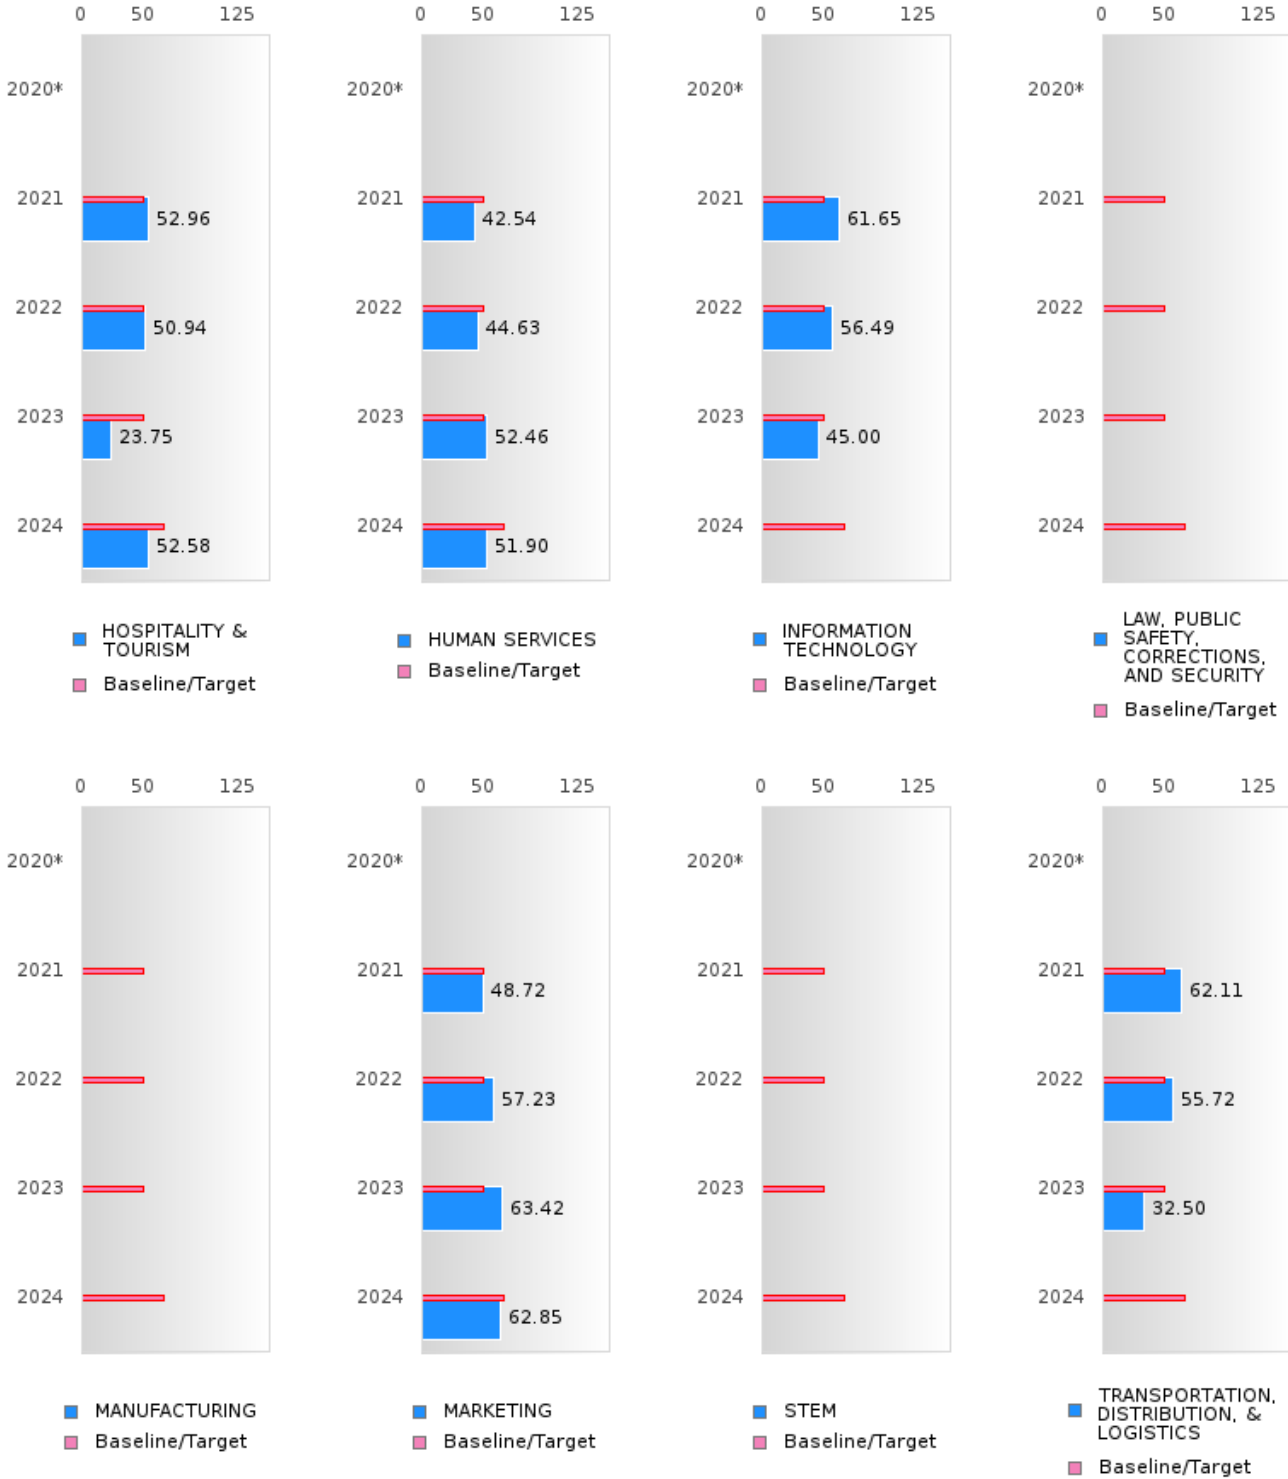 0 50 125
2020*
2021
52.96
2022
50.94
2023
23.75
2024
52.58
HOSPITALITY &
TOURISM
Baseline/Target
0 50 125
2020*
2021
42.54
2022
44.63
2023
52.46
2024
51.90
HUMAN SERVICES
Baseline/Target
0 50 125
2020*
2021
61.65
2022
56.49
2023
45.00
2024
INFORMATION
TECHNOLOGY
Baseline/Target
0 50 125
2020*
2021
2022
2023
2024
LAW, PUBLIC
SAFETY,
CORRECTIONS,
AND SECURITY
Baseline/Target
0 50 125
2020*
2021
2022
2023
2024
MANUFACTURING
Baseline/Target
0 50 125
2020*
2021
48.72
2022
57.23
2023
63.42
2024
62.85
MARKETING
Baseline/Target
0 50 125
2020*
2021
2022
2023
2024
STEM
Baseline/Target
0 50 125
2020*
2021
62.11
2022
55.72
2023
32.50
2024
TRANSPORTATION,
DISTRIBUTION, &
LOGISTICS
Baseline/Target